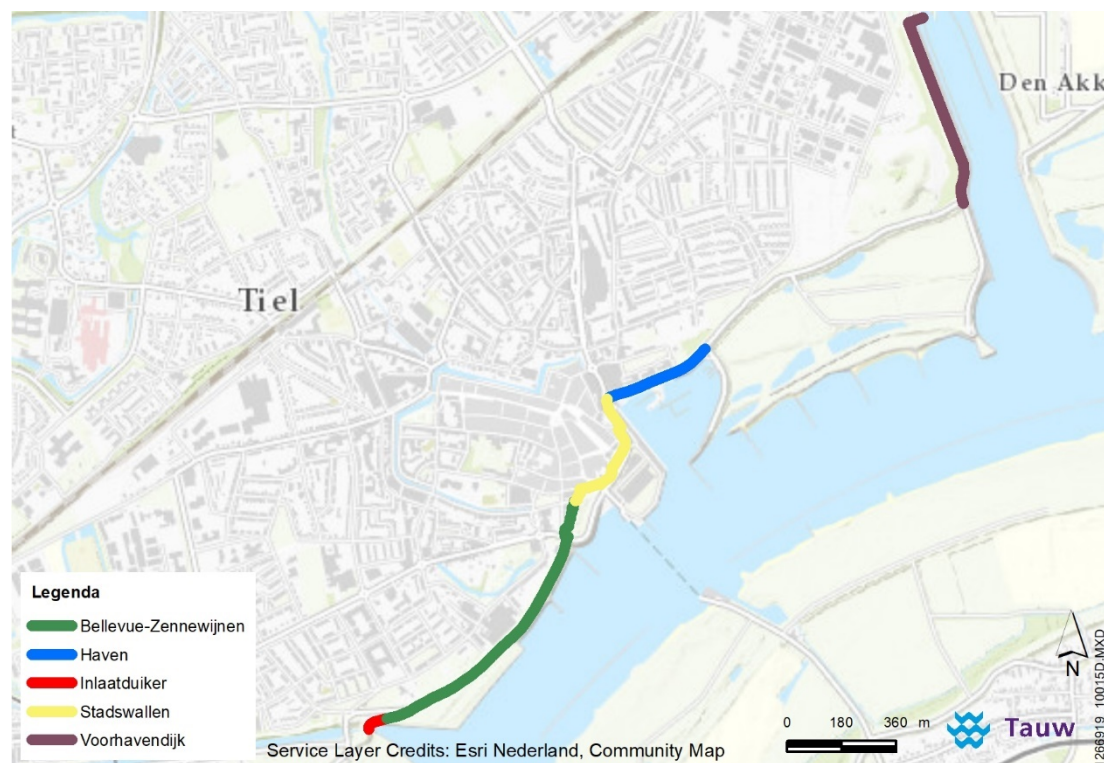 Den Akk
t
Tiel
Legenda
Bellevue-Zennewijnen
Haven
Inlaatduiker
Stadswallen
Voorhavendijk
Service Layer Credits: Esri Nederland, Community Map
0 180 360 m
Tauw
N
266919_10015D.MXD